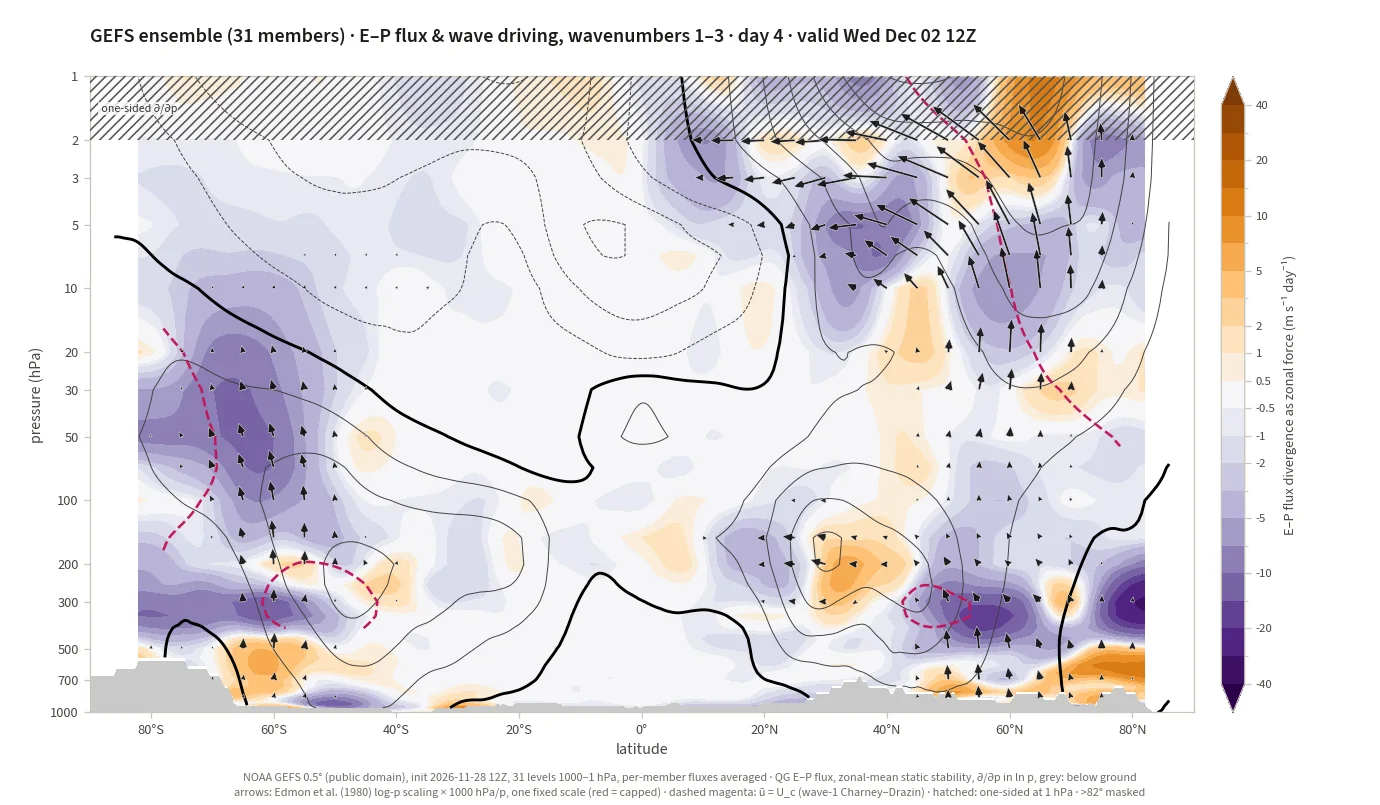 GEFS ensemble (31 members) · E–P flux & wave driving, wavenumbers 1–3 · day 4 · valid Wed Dec 02 12Z
one-sided ∂/∂p
1
2
3
5
10
20
30
50
100
200
300
500
700
1000
pressure (hPa)
80°S
60°S
40°S
20°S
0°
20°N
40°N
60°N
80°N
latitude
40
20
10
5
2
1
0.5
-0.5
-1
-2
-5
-10
-20
-40
E–P flux divergence as zonal force (m s⁻¹ day⁻¹)
NOAA GEFS 0.5° (public domain), init 2026-11-28 12Z, 31 levels 1000–1 hPa, per-member fluxes averaged · QG E–P flux, zonal-mean static stability, ∂/∂p in ln p, grey: below ground
arrows: Edmon et al. (1980) log-p scaling × 1000 hPa/p, one fixed scale (red = capped) · dashed magenta: ū = U_c (wave-1 Charney–Drazin) · hatched: one-sided at 1 hPa · >82° masked